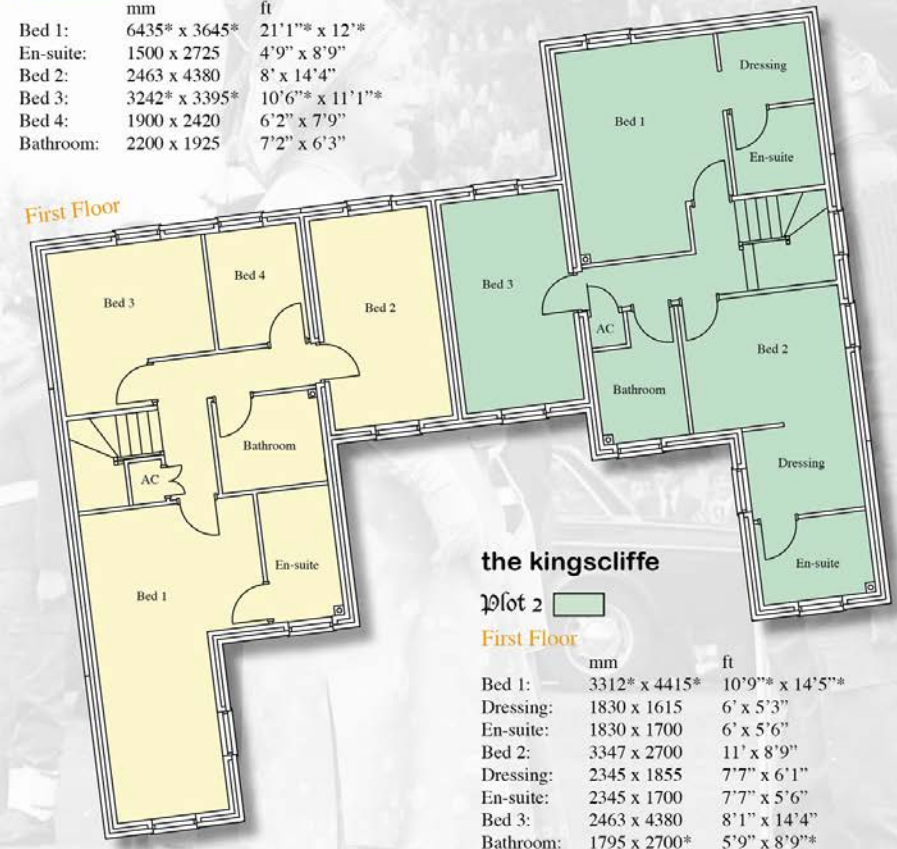 mm ft
Bed 1: 6435* x 3645* 21'1”* x 12'*
En-suite: 1500 x 2725 4'9” x 8'9”
Bed 2: 2463 x 4380 8' x 14'4”
Bed 3: 3242* x 3395* 10'6”* x 11'1”*
Bed 4: 1900 x 2420 6'2” x 7'9”
Bathroom: 2200 x 1925 7'2” x 6'3”
First Floor
Bed 3
Bed 4
Bed 2
Bathroom
AC
Bed 1
En-suite
Bed 1
Dressing
En-suite
Bed 3
AC
Bathroom
Bed 2
Dressing
En-suite
the kingscliffe
Plot 2
First Floor
mm ft
Bed 1: 3312* x 4415* 10'9”* x 14'5”*
Dressing: 1830 x 1615 6' x 5'3”
En-suite: 1830 x 1700 6' x 5'6”
Bed 2: 3347 x 2700 11' x 8'9”
Dressing: 2345 x 1855 7'7” x 6'1”
En-suite: 2345 x 1700 7'7” x 5'6”
Bed 3: 2463 x 4380 8'1” x 14'4”
Bathroom: 1795 x 2700* 5'9” x 8'9”*